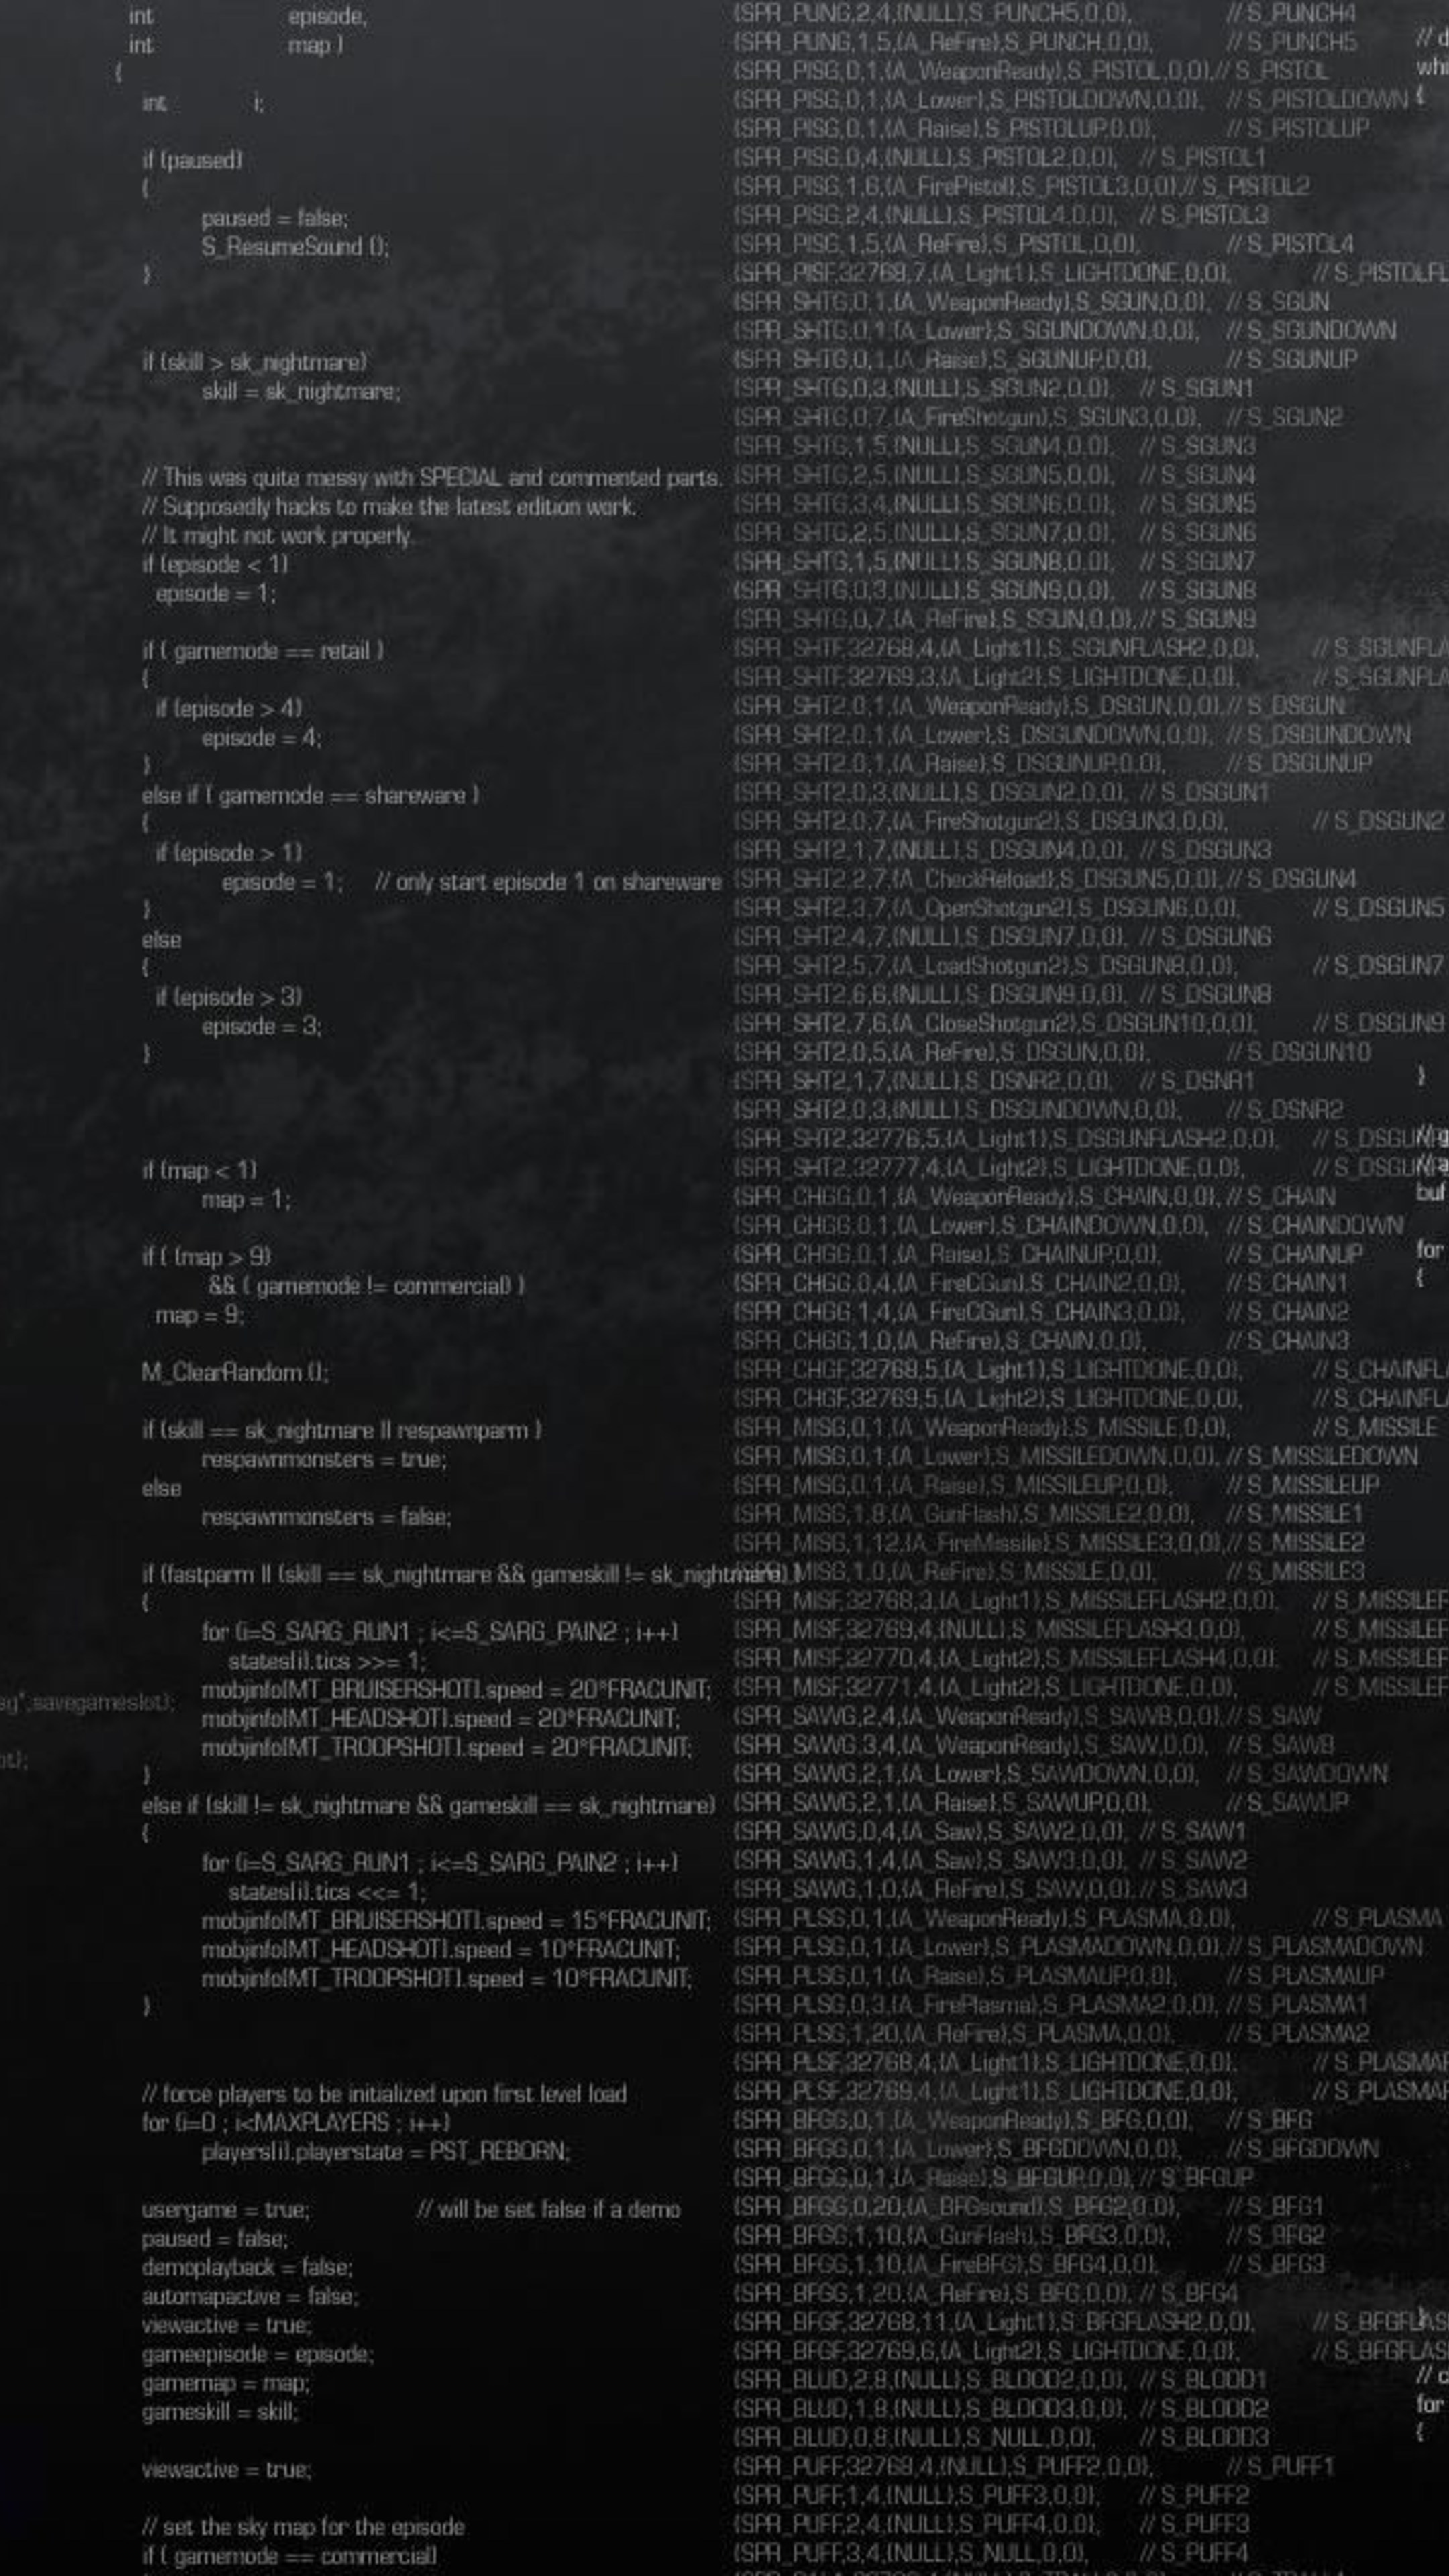 int episode,
int map )
{
int i;
if (paused)
{
paused = false;
S_ResumeSound ();
}
if (skill > sk_nightmare)
skill = sk_nightmare;
// This was quite messy with SPECIAL and commented parts.
// Supposedly hacks to make the latest edition work.
// It might not work properly.
if (episode < 1)
episode = 1;
if ( gamemode == retail )
{
if (episode > 4)
episode = 4;
}
else if ( gamemode == shareware )
{
if (episode > 1)
episode = 1; // only start episode 1 on shareware
}
else
{
if (episode > 3)
episode = 3;
}
if (map < 1)
map = 1;
if ( (map > 9)
&& ( gamemode != commercial) )
map = 9;
M_ClearRandom ();
if (skill == sk_nightmare || respawnparm )
respawnmonsters = true;
else
respawnmonsters = false;
if (fastparm || (skill == sk_nightmare && gameskill != sk_nightmare) )
{
for (i=S_SARG_RUN1 ; i<=S_SARG_PAIN2 ; i++)
states[i].tics >>= 1;
mobjinfo[MT_BRUISERSHOT].speed = 20*FRACUNIT;
mobjinfo[MT_HEADSHOT].speed = 20*FRACUNIT;
mobjinfo[MT_TROOPSHOT].speed = 20*FRACUNIT;
}
else if (skill != sk_nightmare && gameskill == sk_nightmare)
{
for (i=S_SARG_RUN1 ; i<=S_SARG_PAIN2 ; i++)
states[i].tics <<= 1;
mobjinfo[MT_BRUISERSHOT].speed = 15*FRACUNIT;
mobjinfo[MT_HEADSHOT].speed = 10*FRACUNIT;
mobjinfo[MT_TROOPSHOT].speed = 10*FRACUNIT;
}
// force players to be initialized upon first level load
for (i=0 ; i<MAXPLAYERS ; i++)
players[i].playerstate = PST_REBORN;
usergame = true; // will be set false if a demo
paused = false;
demoplayback = false;
automapactive = false;
viewactive = true;
gameepisode = episode;
gamemap = map;
gameskill = skill;
viewactive = true;
// set the sky map for the episode
if ( gamemode == commercial)
sg",savegameslot);
ot);
{SPR_PUNG,2,4,{NULL},S_PUNCH5,0,0}, // S_PUNCH4
{SPR_PUNG,1,5,{A_ReFire},S_PUNCH,0,0}, // S_PUNCH5
{SPR_PISG,0,1,{A_WeaponReady},S_PISTOL,0,0},// S_PISTOL
{SPR_PISG,0,1,{A_Lower},S_PISTOLDOWN,0,0}, // S_PISTOLDOWN
{SPR_PISG,0,1,{A_Raise},S_PISTOLUP,0,0}, // S_PISTOLUP
{SPR_PISG,0,4,{NULL},S_PISTOL2,0,0}, // S_PISTOL1
{SPR_PISG,1,6,{A_FirePistol},S_PISTOL3,0,0},// S_PISTOL2
{SPR_PISG,2,4,{NULL},S_PISTOL4,0,0}, // S_PISTOL3
{SPR_PISG,1,5,{A_ReFire},S_PISTOL,0,0}, // S_PISTOL4
{SPR_PISF,32768,7,{A_Light1},S_LIGHTDONE,0,0}, // S_PISTOLFL
{SPR_SHTG,0,1,{A_WeaponReady},S_SGUN,0,0}, // S_SGUN
{SPR_SHTG,0,1,{A_Lower},S_SGUNDOWN,0,0}, // S_SGUNDOWN
{SPR_SHTG,0,1,{A_Raise},S_SGUNUP,0,0}, // S_SGUNUP
{SPR_SHTG,0,3,{NULL},S_SGUN2,0,0}, // S_SGUN1
{SPR_SHTG,0,7,{A_FireShotgun},S_SGUN3,0,0}, // S_SGUN2
{SPR_SHTG,1,5,{NULL},S_SGUN4,0,0}, // S_SGUN3
{SPR_SHTG,2,5,{NULL},S_SGUN5,0,0}, // S_SGUN4
{SPR_SHTG,3,4,{NULL},S_SGUN6,0,0}, // S_SGUN5
{SPR_SHTG,2,5,{NULL},S_SGUN7,0,0}, // S_SGUN6
{SPR_SHTG,1,5,{NULL},S_SGUN8,0,0}, // S_SGUN7
{SPR_SHTG,0,3,{NULL},S_SGUN9,0,0}, // S_SGUN8
{SPR_SHTG,0,7,{A_ReFire},S_SGUN,0,0},// S_SGUN9
{SPR_SHTF,32768,4,{A_Light1},S_SGUNFLASH2,0,0}, // S_SGUNFLA
{SPR_SHTF,32769,3,{A_Light2},S_LIGHTDONE,0,0}, // S_SGUNFLA
{SPR_SHT2,0,1,{A_WeaponReady},S_DSGUN,0,0},// S_DSGUN
{SPR_SHT2,0,1,{A_Lower},S_DSGUNDOWN,0,0}, // S_DSGUNDOWN
{SPR_SHT2,0,1,{A_Raise},S_DSGUNUP,0,0}, // S_DSGUNUP
{SPR_SHT2,0,3,{NULL},S_DSGUN2,0,0}, // S_DSGUN1
{SPR_SHT2,0,7,{A_FireShotgun2},S_DSGUN3,0,0}, // S_DSGUN2
{SPR_SHT2,1,7,{NULL},S_DSGUN4,0,0}, // S_DSGUN3
{SPR_SHT2,2,7,{A_CheckReload},S_DSGUN5,0,0},// S_DSGUN4
{SPR_SHT2,3,7,{A_OpenShotgun2},S_DSGUN6,0,0}, // S_DSGUN5
{SPR_SHT2,4,7,{NULL},S_DSGUN7,0,0}, // S_DSGUN6
{SPR_SHT2,5,7,{A_LoadShotgun2},S_DSGUN8,0,0}, // S_DSGUN7
{SPR_SHT2,6,6,{NULL},S_DSGUN9,0,0}, // S_DSGUN8
{SPR_SHT2,7,6,{A_CloseShotgun2},S_DSGUN10,0,0}, // S_DSGUN9
{SPR_SHT2,0,5,{A_ReFire},S_DSGUN,0,0}, // S_DSGUN10
{SPR_SHT2,1,7,{NULL},S_DSNR2,0,0}, // S_DSNR1
{SPR_SHT2,0,3,{NULL},S_DSGUNDOWN,0,0}, // S_DSNR2
{SPR_SHT2,32776,5,{A_Light1},S_DSGUNFLASH2,0,0}, // S_DSGU
{SPR_SHT2,32777,4,{A_Light2},S_LIGHTDONE,0,0}, // S_DSGU
{SPR_CHGG,0,1,{A_WeaponReady},S_CHAIN,0,0}, // S_CHAIN
{SPR_CHGG,0,1,{A_Lower},S_CHAINDOWN,0,0}, // S_CHAINDOWN
{SPR_CHGG,0,1,{A_Raise},S_CHAINUP,0,0}, // S_CHAINUP
{SPR_CHGG,0,4,{A_FireCGun},S_CHAIN2,0,0}, // S_CHAIN1
{SPR_CHGG,1,4,{A_FireCGun},S_CHAIN3,0,0}, // S_CHAIN2
{SPR_CHGG,1,0,{A_ReFire},S_CHAIN,0,0}, // S_CHAIN3
{SPR_CHGF,32768,5,{A_Light1},S_LIGHTDONE,0,0}, // S_CHAINFLA
{SPR_CHGF,32769,5,{A_Light2},S_LIGHTDONE,0,0}, // S_CHAINFLA
{SPR_MISG,0,1,{A_WeaponReady},S_MISSILE,0,0}, // S_MISSILE
{SPR_MISG,0,1,{A_Lower},S_MISSILEDOWN,0,0}, // S_MISSILEDOWN
{SPR_MISG,0,1,{A_Raise},S_MISSILEUP,0,0}, // S_MISSILEUP
{SPR_MISG,1,8,{A_GunFlash},S_MISSILE2,0,0}, // S_MISSILE1
{SPR_MISG,1,12,{A_FireMissile},S_MISSILE3,0,0},// S_MISSILE2
MISG,1,0,{A_ReFire},S_MISSILE,0,0}, // S_MISSILE3
{SPR_MISF,32768,3,{A_Light1},S_MISSILEFLASH2,0,0}, // S_MISSILEF
{SPR_MISF,32769,4,{NULL},S_MISSILEFLASH3,0,0}, // S_MISSILEF
{SPR_MISF,32770,4,{A_Light2},S_MISSILEFLASH4,0,0}, // S_MISSILEF
{SPR_MISF,32771,4,{A_Light2},S_LIGHTDONE,0,0}, // S_MISSILEF
{SPR_SAWG,2,4,{A_WeaponReady},S_SAWB,0,0},// S_SAW
{SPR_SAWG,3,4,{A_WeaponReady},S_SAW,0,0}, // S_SAWB
{SPR_SAWG,2,1,{A_Lower},S_SAWDOWN,0,0}, // S_SAWDOWN
{SPR_SAWG,2,1,{A_Raise},S_SAWUP,0,0}, // S_SAWUP
{SPR_SAWG,0,4,{A_Saw},S_SAW2,0,0}, // S_SAW1
{SPR_SAWG,1,4,{A_Saw},S_SAW3,0,0}, // S_SAW2
{SPR_SAWG,1,0,{A_ReFire},S_SAW,0,0},// S_SAW3
{SPR_PLSG,0,1,{A_WeaponReady},S_PLASMA,0,0}, // S_PLASMA
{SPR_PLSG,0,1,{A_Lower},S_PLASMADOWN,0,0},// S_PLASMADOWN
{SPR_PLSG,0,1,{A_Raise},S_PLASMAUP,0,0}, // S_PLASMAUP
{SPR_PLSG,0,3,{A_FirePlasma},S_PLASMA2,0,0}, // S_PLASMA1
{SPR_PLSG,1,20,{A_ReFire},S_PLASMA,0,0}, // S_PLASMA2
{SPR_PLSF,32768,4,{A_Light1},S_LIGHTDONE,0,0}, // S_PLASMAF
{SPR_PLSF,32769,4,{A_Light1},S_LIGHTDONE,0,0}, // S_PLASMAF
{SPR_BFGG,0,1,{A_WeaponReady},S_BFG,0,0}, // S_BFG
{SPR_BFGG,0,1,{A_Lower},S_BFGDOWN,0,0}, // S_BFGDOWN
{SPR_BFGG,0,1,{A_Raise},S_BFGUP,0,0},// S_BFGUP
{SPR_BFGG,0,20,{A_BFGsound},S_BFG2,0,0}, // S_BFG1
{SPR_BFGG,1,10,{A_GunFlash},S_BFG3,0,0}, // S_BFG2
{SPR_BFGG,1,10,{A_FireBFG},S_BFG4,0,0}, // S_BFG3
{SPR_BFGG,1,20,{A_ReFire},S_BFG,0,0}, // S_BFG4
{SPR_BFGF,32768,11,{A_Light1},S_BFGFLASH2,0,0}, // S_BFGFLAS
{SPR_BFGF,32769,6,{A_Light2},S_LIGHTDONE,0,0}, // S_BFGFLAS
{SPR_BLUD,2,8,{NULL},S_BLOOD2,0,0}, // S_BLOOD1
{SPR_BLUD,1,8,{NULL},S_BLOOD3,0,0}, // S_BLOOD2
{SPR_BLUD,0,8,{NULL},S_NULL,0,0}, // S_BLOOD3
{SPR_PUFF,32768,4,{NULL},S_PUFF2,0,0}, // S_PUFF1
{SPR_PUFF,1,4,{NULL},S_PUFF3,0,0}, // S_PUFF2
{SPR_PUFF,2,4,{NULL},S_PUFF4,0,0}, // S_PUFF3
{SPR_PUFF,3,4,{NULL},S_NULL,0,0}, // S_PUFF4
// d
whi
{
}
// g
// a
buf
for
{
}
// c
for
{